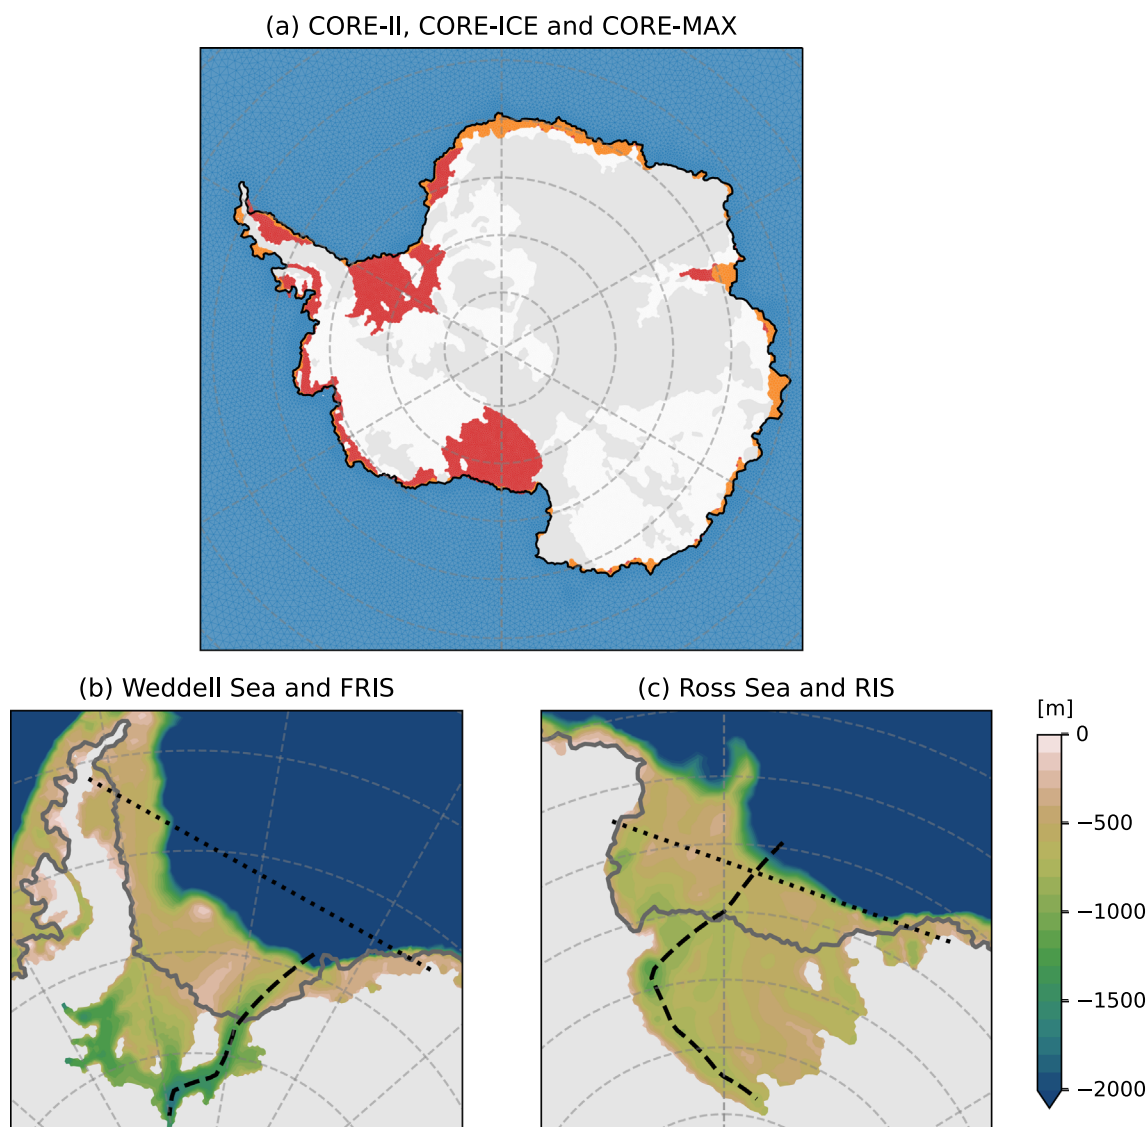 (a) CORE-II, CORE-ICE and CORE-MAX
(b) Weddell Sea and FRIS
(c) Ross Sea and RIS
[m]
0
−500
−1000
−1500
−2000